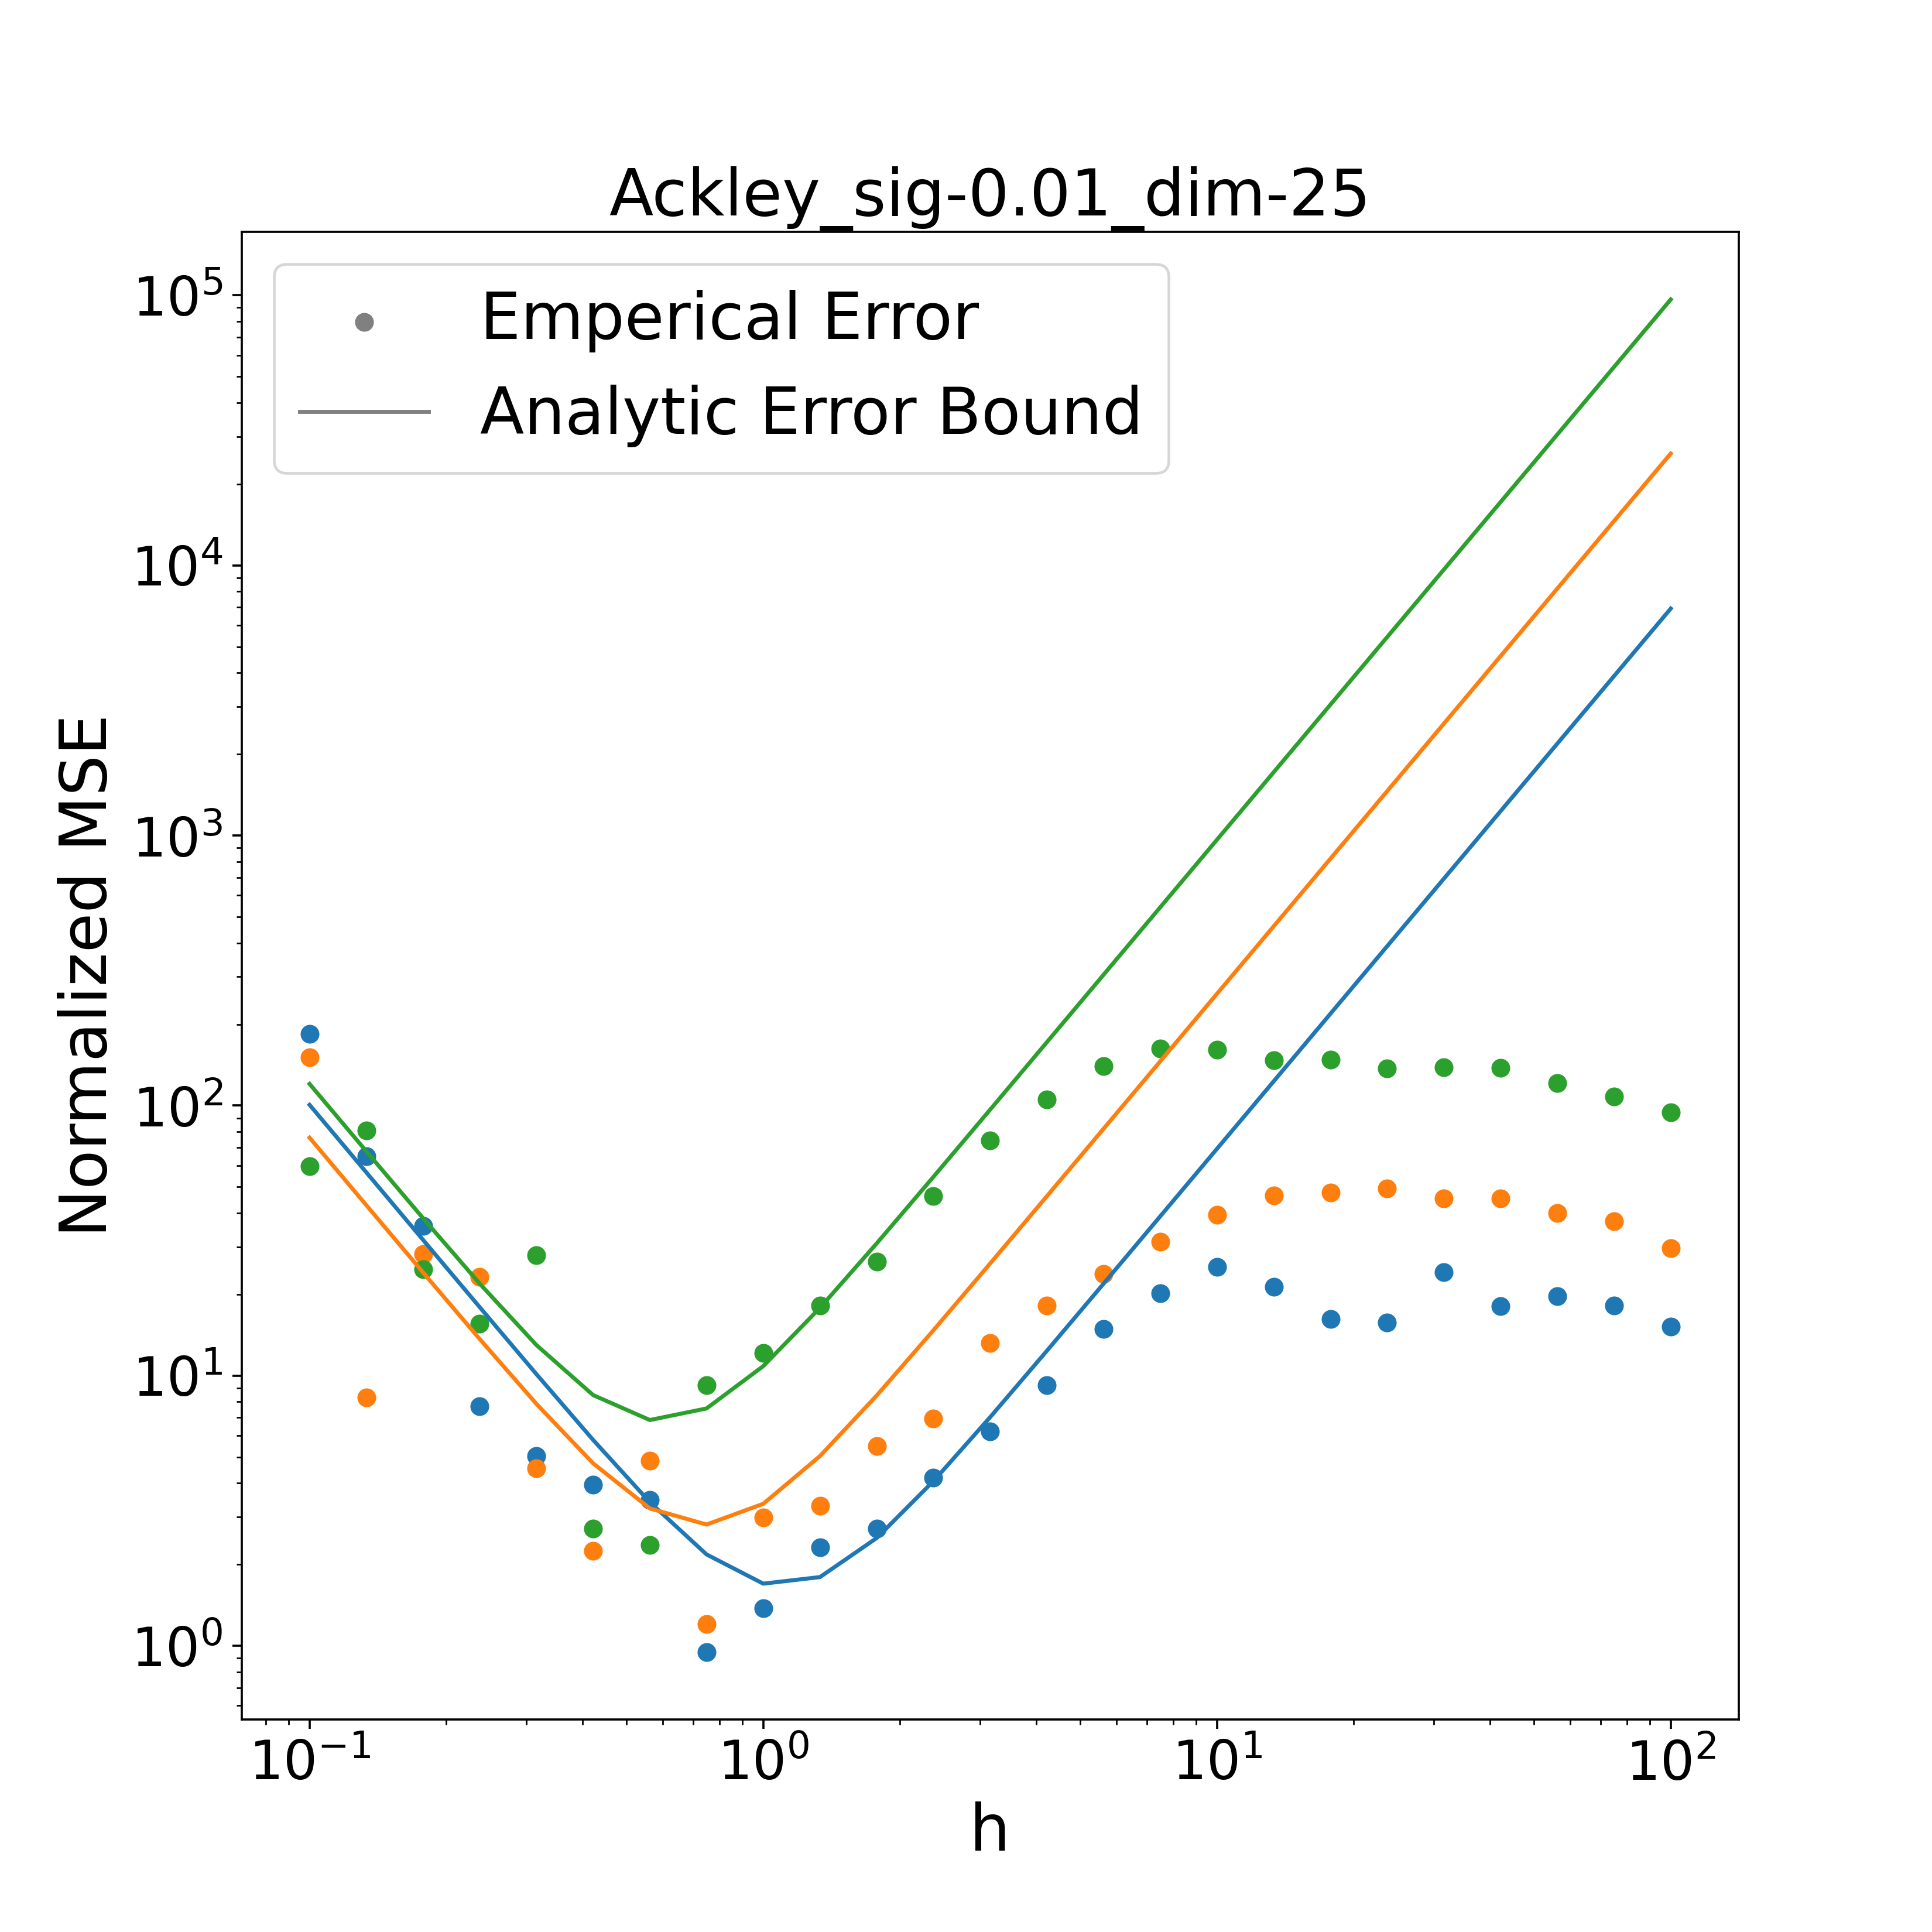 Ackley_sig-0.01_dim-25
Emperical Error
Analytic Error Bound
Normalized MSE
10^5
10^4
10^3
10^2
10^1
10^0
10^−1 10^0 10^1 10^2
h